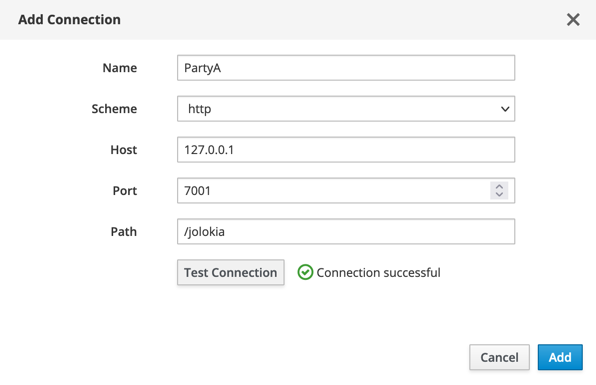 Add Connection
Name PartyA
Scheme http
Host 127.0.0.1
Port 7001
Path /jolokia
Test Connection Connection successful
Cancel Add